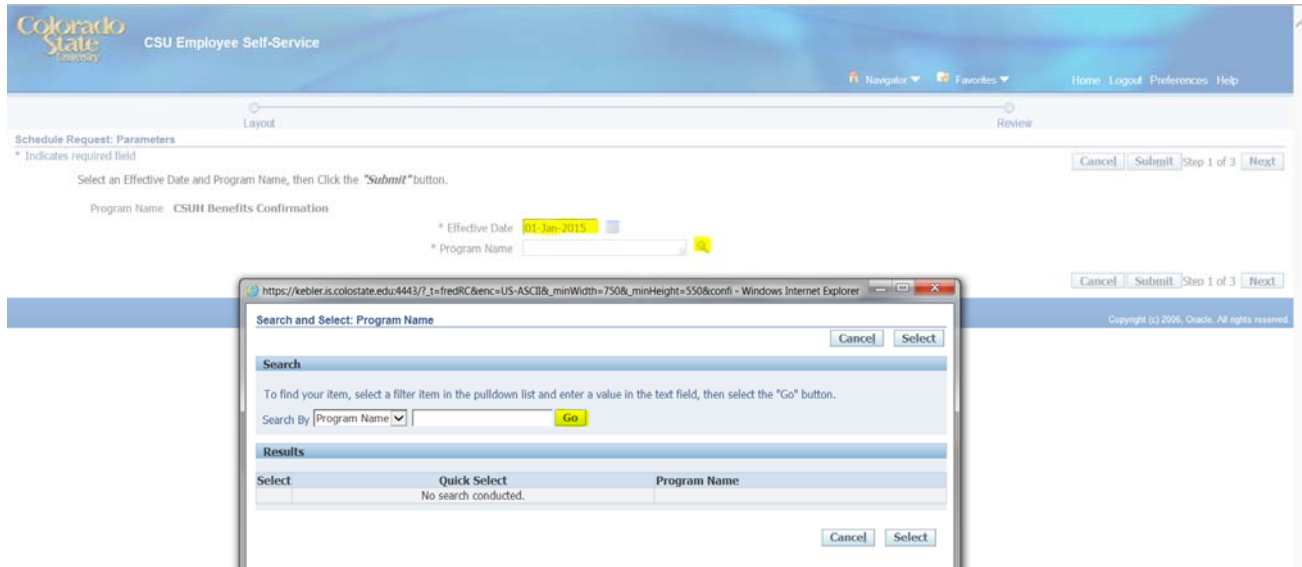 Colorado
State
University
CSU Employee Self-Service
Navigator Favorites Home Logout Preferences Help
Layout Review
Schedule Request: Parameters
* Indicates required field
Cancel Submit Step 1 of 3 Next
Select an Effective Date and Program Name, then Click the "Submit" button.
Program Name CSUH Benefits Confirmation
* Effective Date 01-Jan-2015
* Program Name
Cancel Submit Step 1 of 3 Next
https://kebler.is.colostate.edu:4443/?_t=fredRC&enc=US-ASCII&_minWidth=750&_minHeight=550&confi - Windows Internet Explorer
Copyright (c) 2006, Oracle. All rights reserved.
Search and Select: Program Name
Cancel Select
Search
To find your item, select a filter item in the pulldown list and enter a value in the text field, then select the "Go" button.
Search By Program Name Go
Results
Select Quick Select Program Name
No search conducted.
Cancel Select